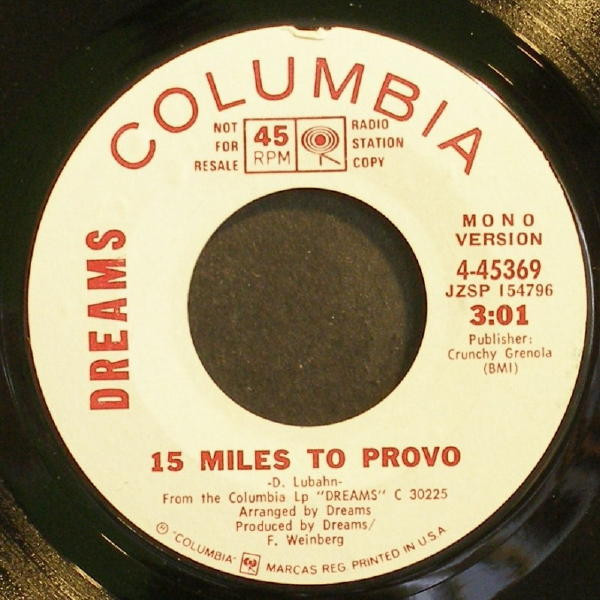 COLUMBIA
NOT
FOR
RESALE
45
RPM
RADIO
STATION
COPY
MONO
VERSION
4-45369
JZSP 154796
3:01
Publisher:
Crunchy Grenola
(BMI)
DREAMS
15 MILES TO PROVO
-D. Lubahn-
From the Columbia Lp "DREAMS" C 30225
Arranged by Dreams
Produced by Dreams/
F. Weinberg
"COLUMBIA" MARCAS REG. PRINTED IN U.S.A.